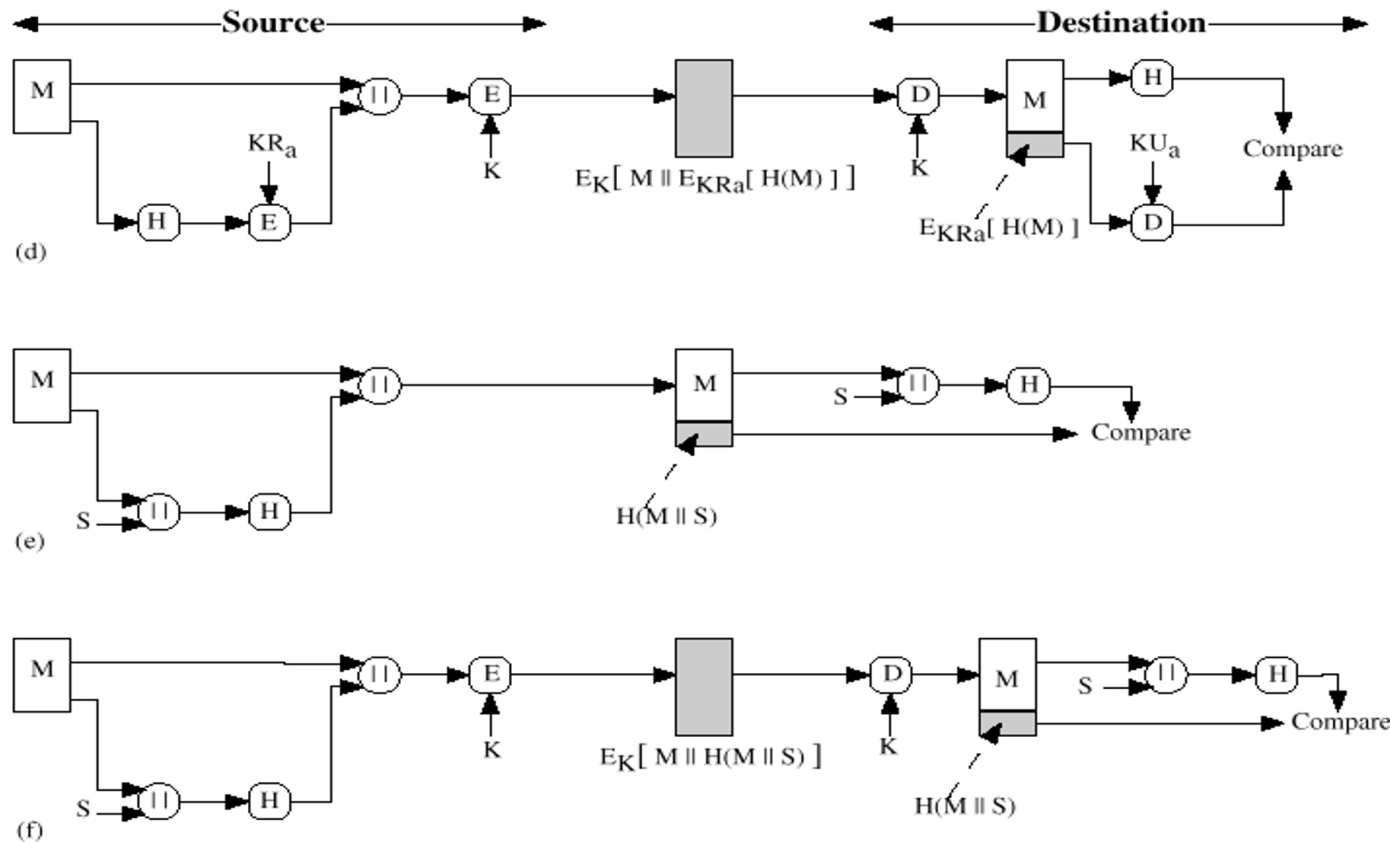 Source Destination
M || E D M H
K K
KRa KUa
Compare
EK[ M || EKRa[ H(M) ] ]
H E D
EKRa[ H(M) ]
(d)
M || M || H
S
Compare
S || H
H(M || S)
(e)
M || E D M || H
S
K K
Compare
EK[ M || H(M || S) ]
S || H
H(M || S)
(f)